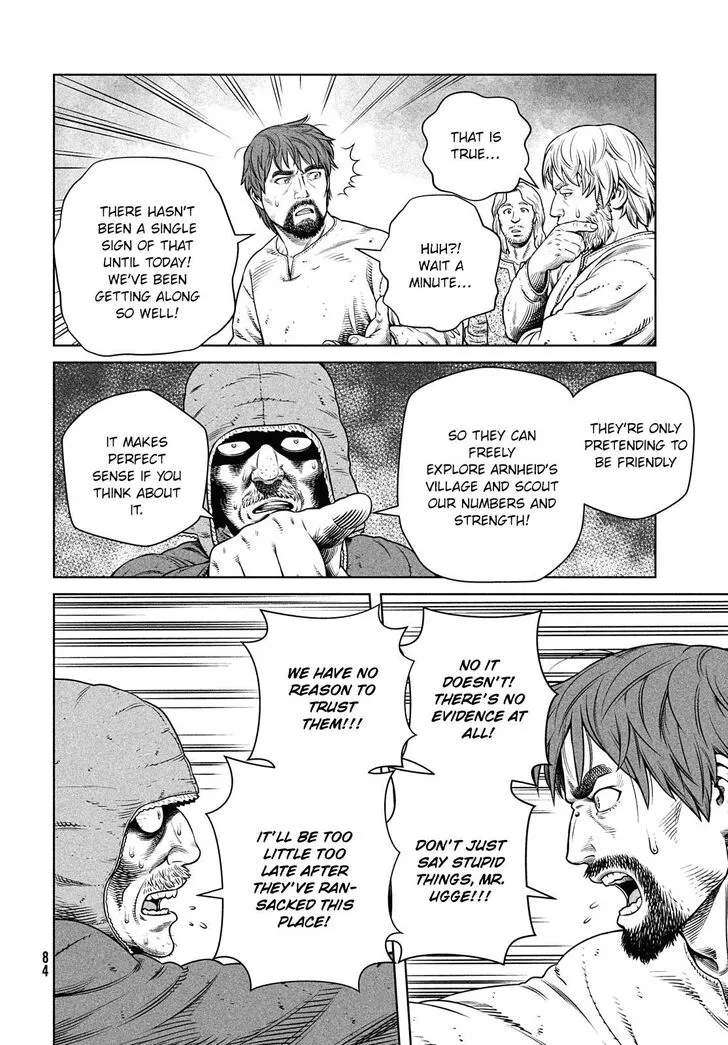 THAT IS
TRUE...
HUH?!
WAIT A
MINUTE...
THERE HASN'T
BEEN A SINGLE
SIGN OF THAT
UNTIL TODAY!
WE'VE BEEN
GETTING ALONG
SO WELL!
THEY'RE ONLY
PRETENDING TO
BE FRIENDLY
SO THEY CAN
FREELY
EXPLORE ARNHEID'S
VILLAGE AND SCOUT
OUR NUMBERS AND
STRENGTH!
IT MAKES
PERFECT
SENSE IF YOU
THINK ABOUT
IT.
NO IT
DOESN'T!
THERE'S NO
EVIDENCE AT
ALL!
DON'T JUST
SAY STUPID
THINGS, MR.
UGGE!!!
WE HAVE NO
REASON TO
TRUST
THEM!!!
IT'LL BE TOO
LITTLE TOO
LATE AFTER
THEY'VE RAN-
SACKED THIS
PLACE!
84